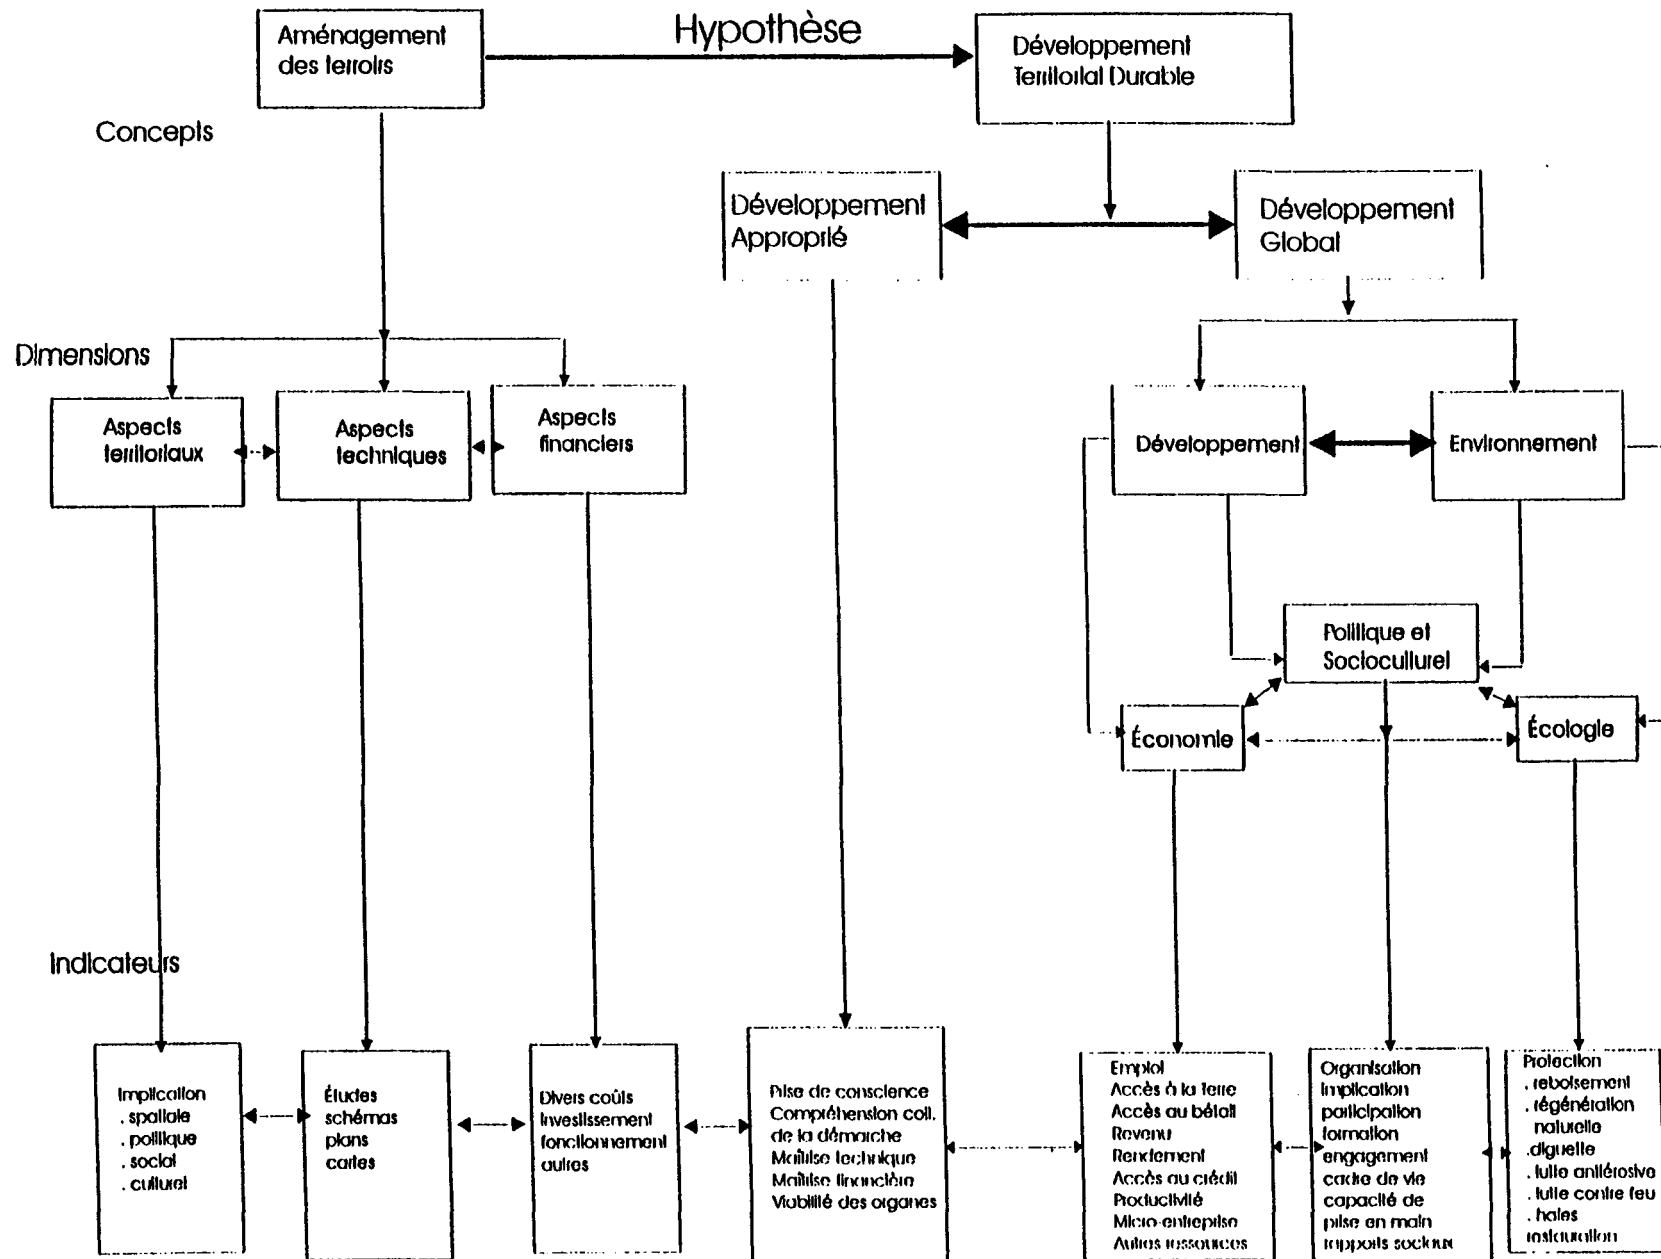 Hypothèse
Aménagement
des terroirs
Développement
Territorial Durable
Concepts
Développement
Approprié
Développement
Global
Dimensions
Aspects
territoriaux
Aspects
techniques
Aspects
financiers
Développement
Environnement
Politique et
Socioculturel
Économie
Écologie
Indicateurs
Implication
. spatiale
. politique
. social
. culturel
Études
schémas
plans
cartes
Divers coûts
investissement
fonctionnement
autres
Prise de conscience
Compréhension coll.
de la démarche
Maîtrise technique
Maîtrise financière
Viabilité des organes
Emploi
Accès à la terre
Accès au bétail
Revenu
Rendement
Accès au crédit
Productivité
Micro-entreprise
Autres ressources
Organisation
implication
participation
formation
engagement
cadre de vie
capacité de
prise en main
rapports sociaux
Protection
. reboisement
. régénération
naturelle
.diguette
. lutte antiérosive
. lutte contre feu
. haies
restauration